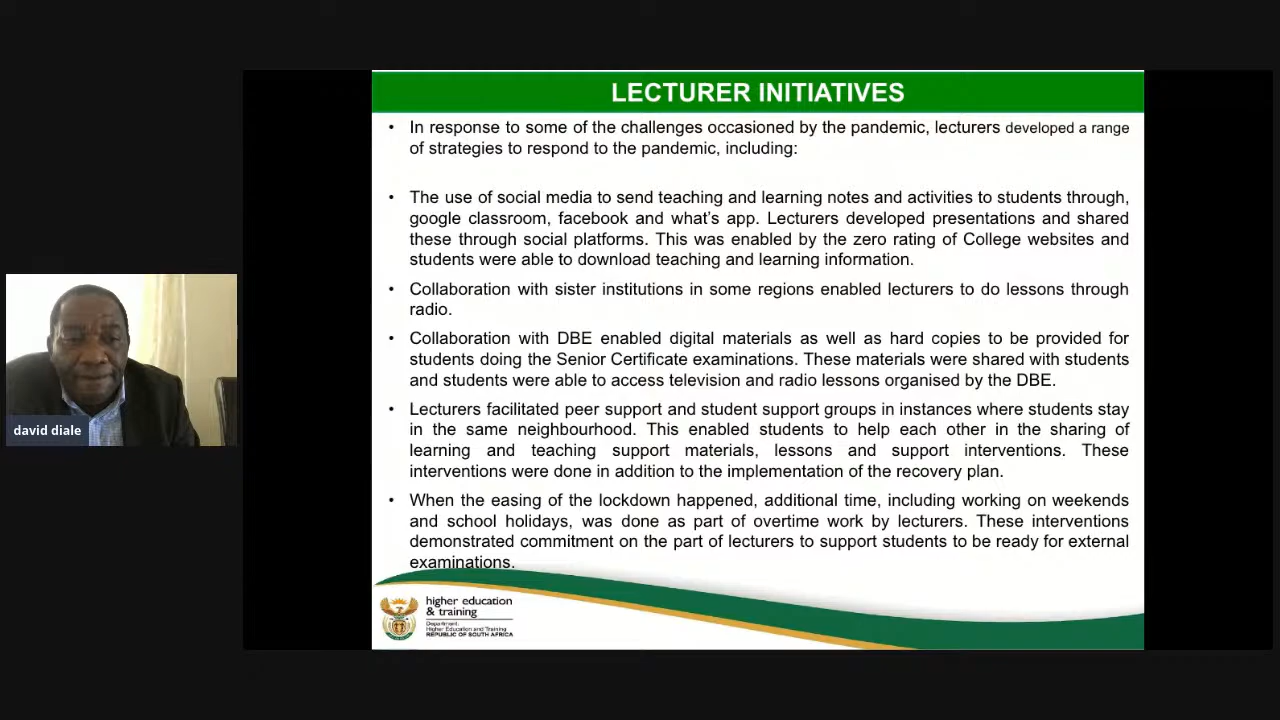 LECTURER INITIATIVES
• In response to some of the challenges occasioned by the pandemic, lecturers developed a range
of strategies to respond to the pandemic, including:
• The use of social media to send teaching and learning notes and activities to students through,
google classroom, facebook and what's app. Lecturers developed presentations and shared
these through social platforms. This was enabled by the zero rating of College websites and
students were able to download teaching and learning information.
• Collaboration with sister institutions in some regions enabled lecturers to do lessons through
radio.
• Collaboration with DBE enabled digital materials as well as hard copies to be provided for
students doing the Senior Certificate examinations. These materials were shared with students
and students were able to access television and radio lessons organised by the DBE.
• Lecturers facilitated peer support and student support groups in instances where students stay
in the same neighbourhood. This enabled students to help each other in the sharing of
learning and teaching support materials, lessons and support interventions. These
interventions were done in addition to the implementation of the recovery plan.
• When the easing of the lockdown happened, additional time, including working on weekends
and school holidays, was done as part of overtime work by lecturers. These interventions
demonstrated commitment on the part of lecturers to support students to be ready for external
examinations.
david diale
higher education
& training
Department:
Higher Education and Training
REPUBLIC OF SOUTH AFRICA